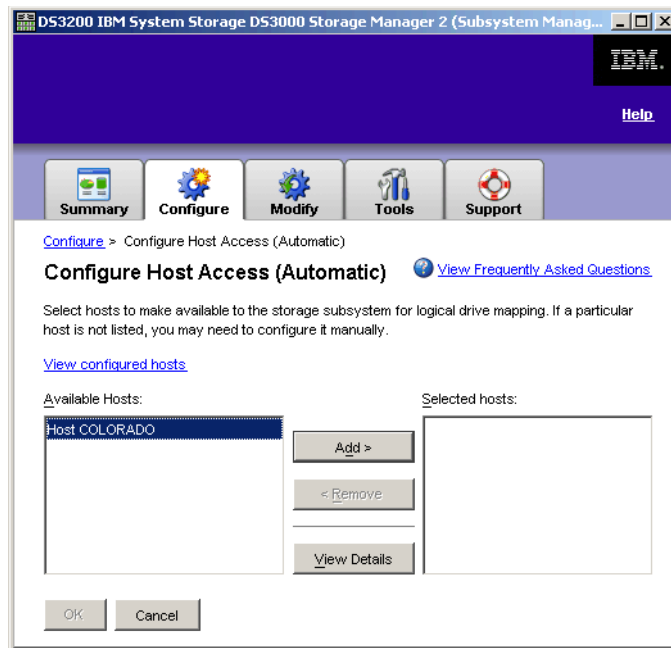 DS3200 IBM System Storage DS3000 Storage Manager 2 (Subsystem Manag...
IBM.
Help
Summary
Configure
Modify
Tools
Support
Configure > Configure Host Access (Automatic)
Configure Host Access (Automatic)
View Frequently Asked Questions
Select hosts to make available to the storage subsystem for logical drive mapping. If a particular
host is not listed, you may need to configure it manually.
View configured hosts
Available Hosts:
Selected hosts:
Host COLORADO
Add >
< Remove
View Details
OK
Cancel